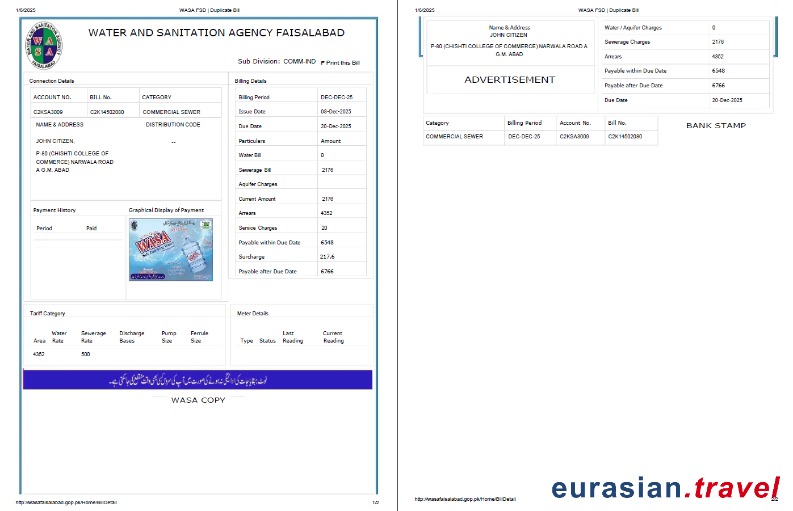 1/6/2025
WASA FSD | Duplicate Bill
WATER AND SANITATION AGENCY FAISALABAD
WASA
FAISALABAD
Sub Division: COMM-IND
Print this Bill
Connection Details
ACCOUNT NO. BILL No. CATEGORY
C2KSA3009 C2K14502080 COMMERCIAL SEWER
NAME & ADDRESS DISTRIBUTION CODE
JOHN CITIZEN, --
P-80 (CHISHTI COLLEGE OF
COMMERCE) NARWALA ROAD
A G.M. ABAD
Payment History
Period Paid
Graphical Display of Payment
WASA
Billing Details
Billing Period DEC-DEC-25
Issue Date 08-Dec-2025
Due Date 20-Dec-2025
Particulars Amount
Water Bill 0
Sewerage Bill 2176
Aquifer Charges
Current Amount 2176
Arrears 4352
Service Charges 20
Payable within Due Date 6548
Surcharge 217.6
Payable after Due Date 6766
Tariff Category
Area Water Rate Sewerage Rate Discharge Bases Pump Size Ferrule Size
4352 500
Meter Details
Type Status Last Reading Current Reading
WASA COPY
http://wasafaisalabad.gop.pk/Home/BillDetail
1/2
1/6/2025
WASA FSD | Duplicate Bill
Name & Address
JOHN CITIZEN
P-80 (CHISHTI COLLEGE OF COMMERCE) NARWALA ROAD A
G.M. ABAD
ADVERTISEMENT
Water / Aquifer Charges 0
Sewerage Charges 2176
Arrears 4352
Payable within Due Date 6548
Payable after Due Date 6766
Due Date 20-Dec-2025
Category Billing Period Account No. Bill No.
COMMERCIAL SEWER DEC-DEC-25 C2KSA3009 C2K14502080
BANK STAMP
http://wasafaisalabad.gop.pk/Home/BillDetail
2/2
eurasian.travel